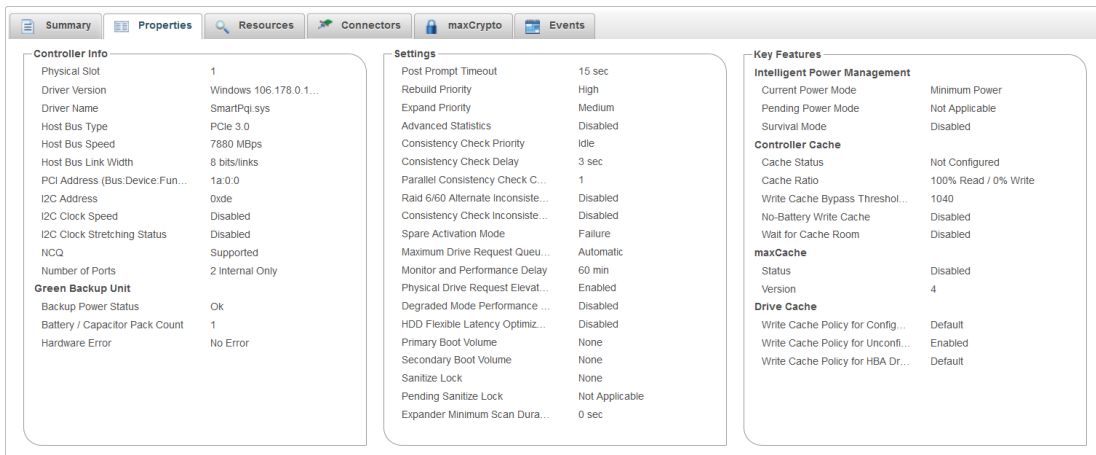 Summary Properties Resources Connectors maxCrypto Events
Controller Info
Physical Slot 1
Driver Version Windows 106.178.0.1...
Driver Name SmartPqi.sys
Host Bus Type PCIe 3.0
Host Bus Speed 7880 MBps
Host Bus Link Width 8 bits/links
PCI Address (Bus:Device:Fun... 1a:0:0
I2C Address 0xde
I2C Clock Speed Disabled
I2C Clock Stretching Status Disabled
NCQ Supported
Number of Ports 2 Internal Only
Green Backup Unit
Backup Power Status Ok
Battery / Capacitor Pack Count 1
Hardware Error No Error
Settings
Post Prompt Timeout 15 sec
Rebuild Priority High
Expand Priority Medium
Advanced Statistics Disabled
Consistency Check Priority Idle
Consistency Check Delay 3 sec
Parallel Consistency Check C... 1
Raid 6/60 Alternate Inconsiste... Disabled
Consistency Check Inconsiste... Disabled
Spare Activation Mode Failure
Maximum Drive Request Queu... Automatic
Monitor and Performance Delay 60 min
Physical Drive Request Elevat... Enabled
Degraded Mode Performance ... Disabled
HDD Flexible Latency Optimiz... Disabled
Primary Boot Volume None
Secondary Boot Volume None
Sanitize Lock None
Pending Sanitize Lock Not Applicable
Expander Minimum Scan Dura... 0 sec
Key Features
Intelligent Power Management
Current Power Mode Minimum Power
Pending Power Mode Not Applicable
Survival Mode Disabled
Controller Cache
Cache Status Not Configured
Cache Ratio 100% Read / 0% Write
Write Cache Bypass Threshol... 1040
No-Battery Write Cache Disabled
Wait for Cache Room Disabled
maxCache
Status Disabled
Version 4
Drive Cache
Write Cache Policy for Config... Default
Write Cache Policy for Unconfi... Enabled
Write Cache Policy for HBA Dr... Default